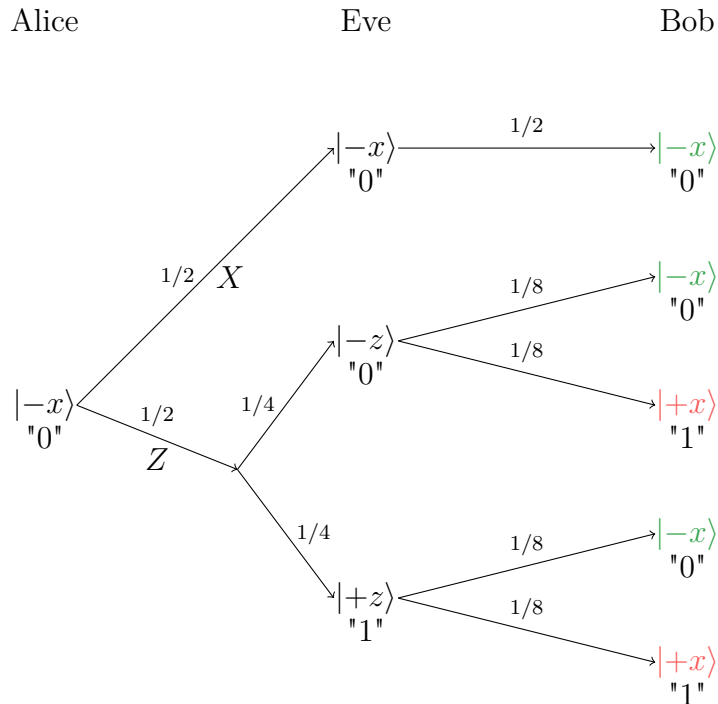 Alice Eve Bob
1/2
|−x⟩ |−x⟩
"0" "0"
1/2 X
1/8
|−x⟩
"0"
|−z⟩
"0"
1/8
1/4
|−x⟩ 1/2
"0"
|+x⟩
"1"
Z
1/4
1/8
|−x⟩
"0"
|+z⟩
"1"
1/8
|+x⟩
"1"